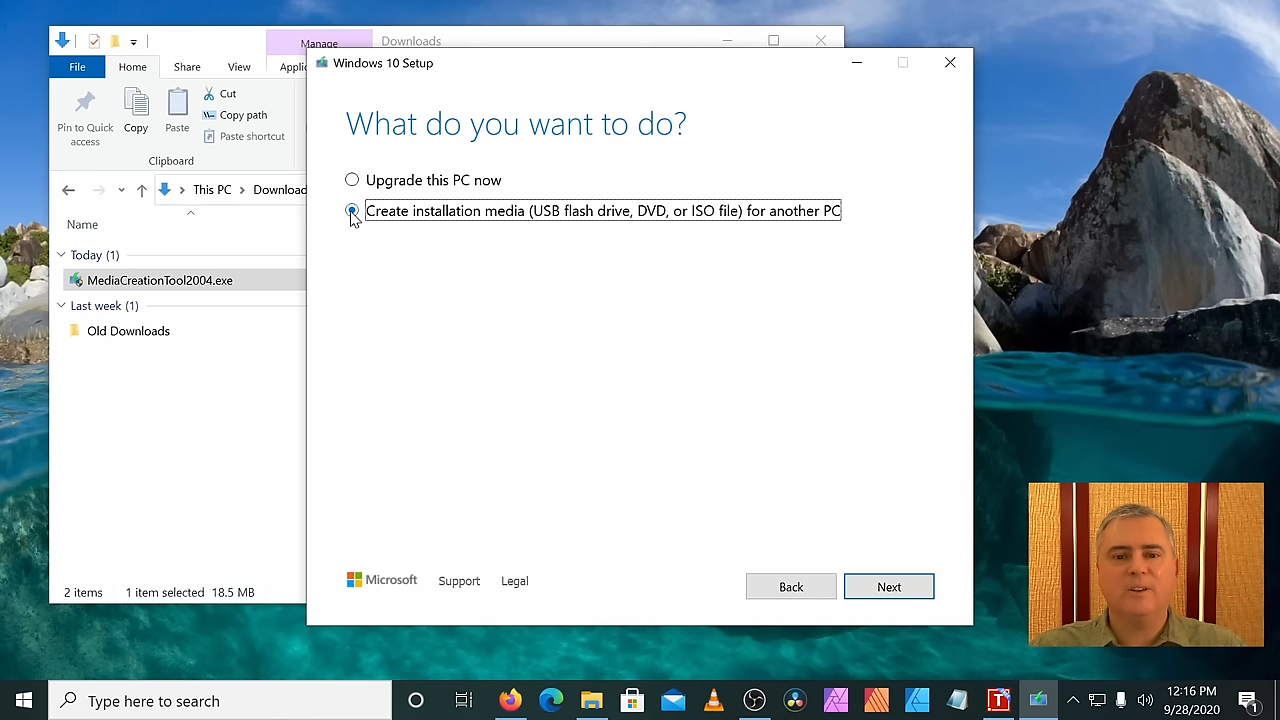 Manage
Downloads
File
Home
Share
View
Pin to Quick
access
Copy
Paste
Cut
Copy path
Paste shortcut
Clipboard
This PC
Name
Today (1)
MediaCreationTool2004.exe
Last week (1)
Old Downloads
2 items
1 item selected 18.5 MB
Windows 10 Setup
What do you want to do?
Upgrade this PC now
Create installation media (USB flash drive, DVD, or ISO file) for another PC
Microsoft
Support
Legal
Back
Next
Type here to search
12:16 PM
9/28/2020
1